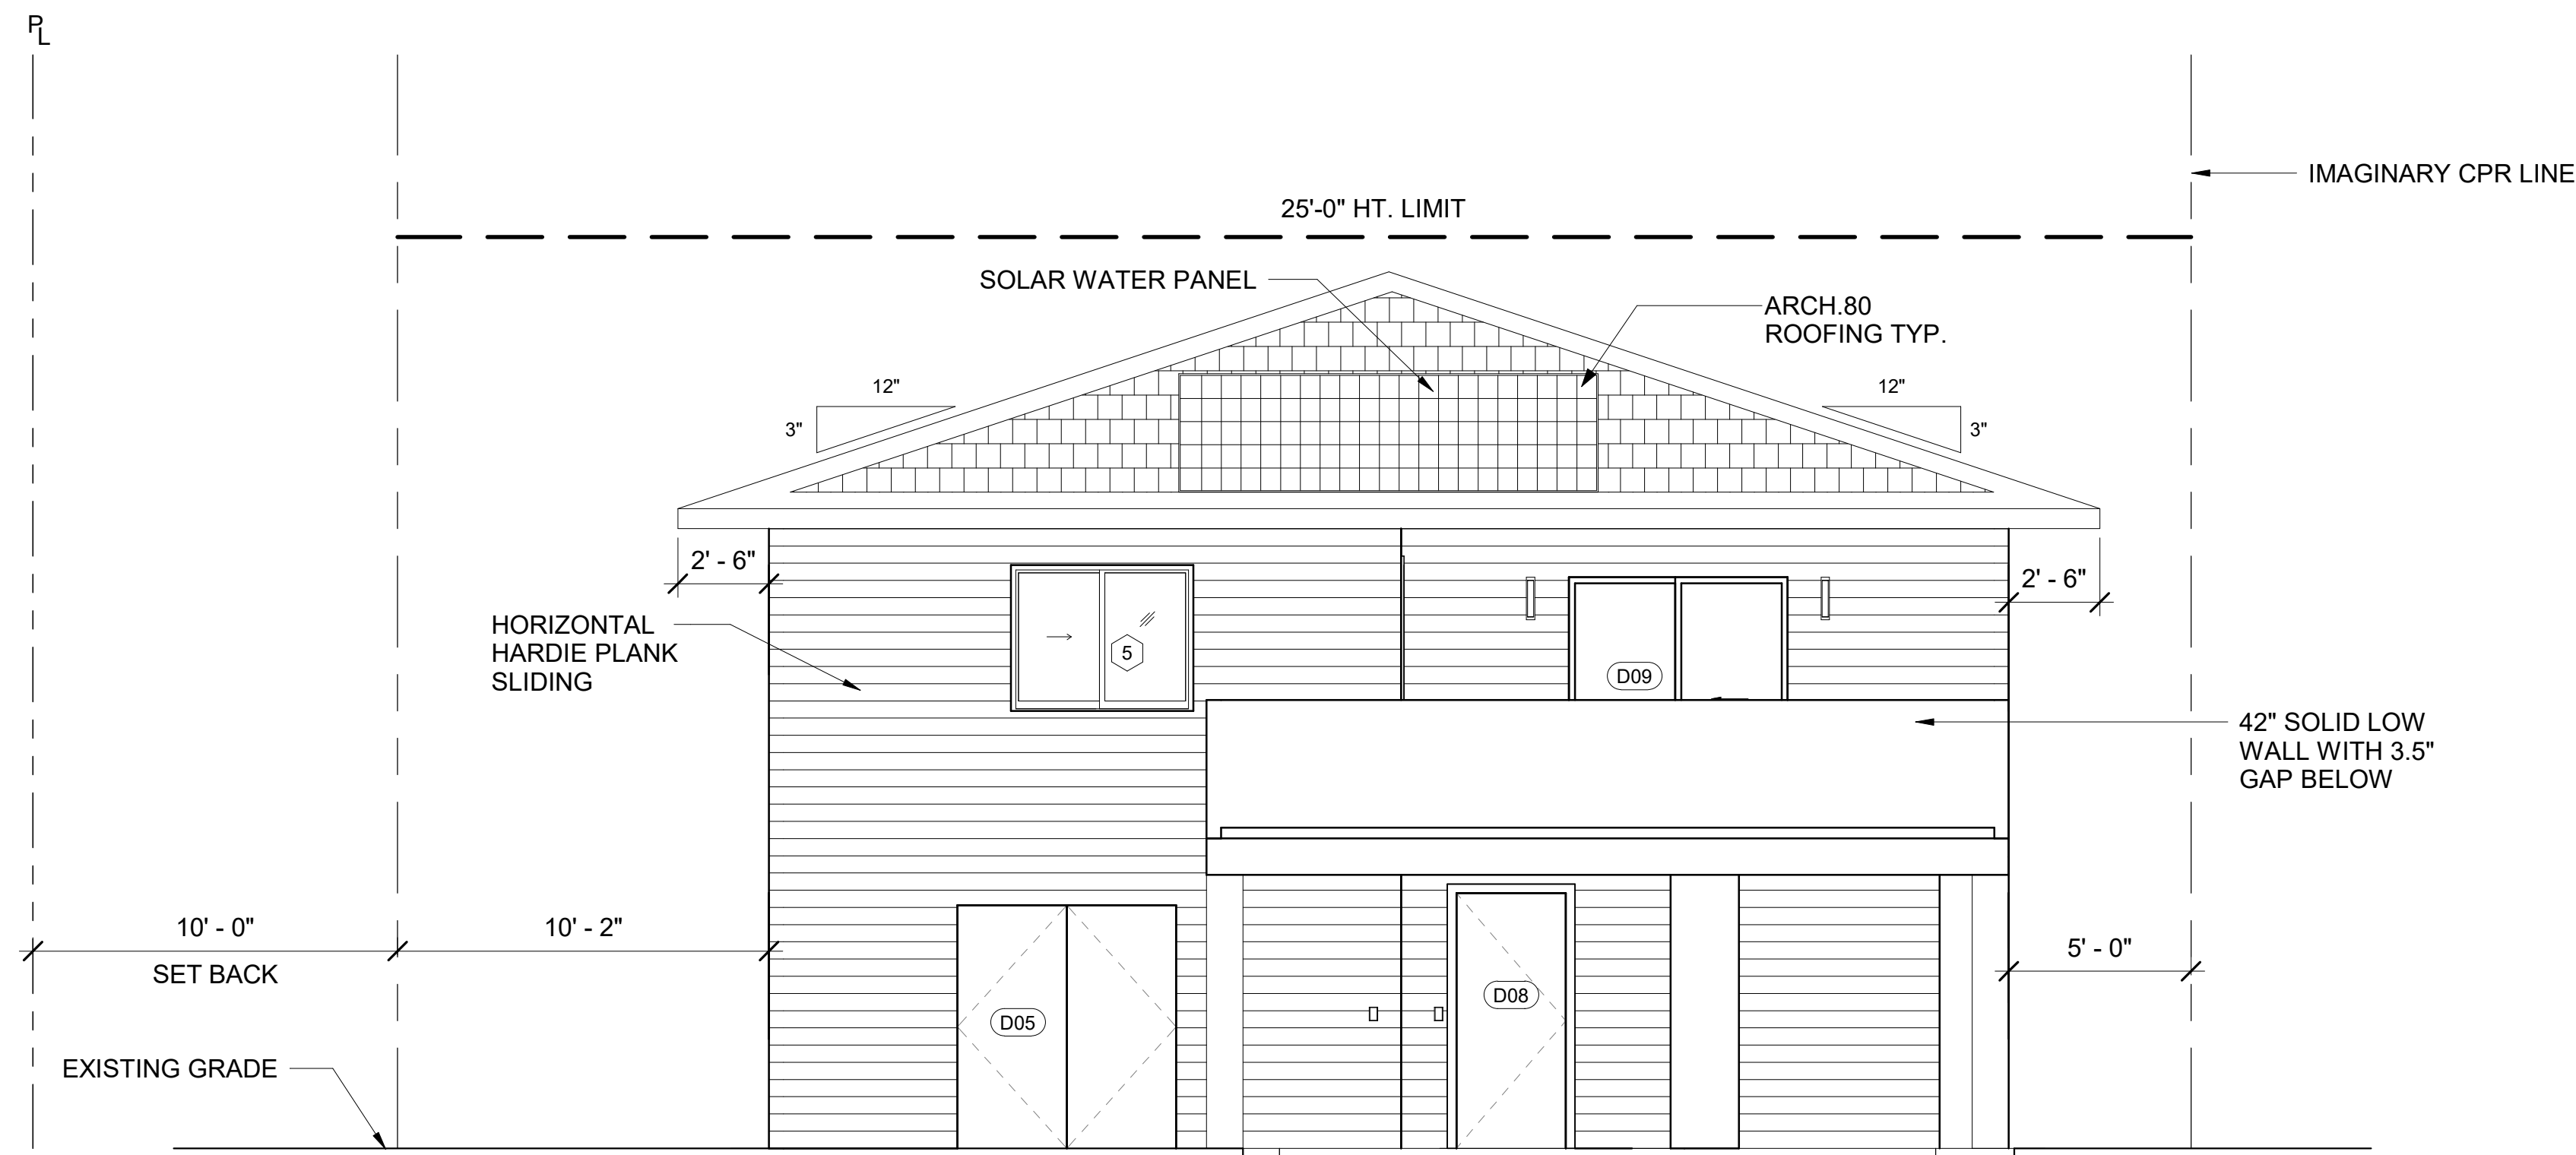 PL
IMAGINARY CPR LINE
25'-0" HT. LIMIT
SOLAR WATER PANEL
ARCH.80
ROOFING TYP.
12"
3"
12"
3"
2' - 6"
2' - 6"
HORIZONTAL
HARDIE PLANK
SLIDING
5
D09
42" SOLID LOW
WALL WITH 3.5"
GAP BELOW
10' - 0"
SET BACK
10' - 2"
5' - 0"
D05
D08
EXISTING GRADE